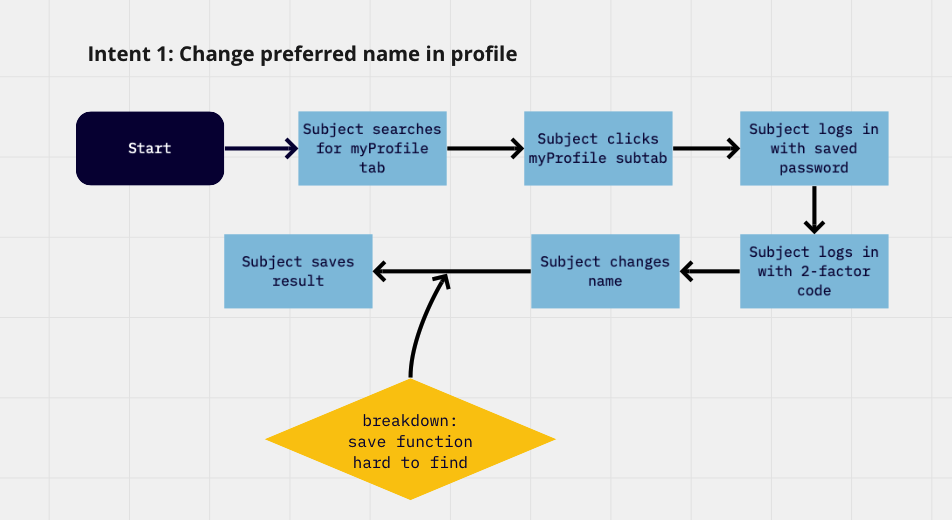 Intent 1: Change preferred name in profile
Start
Subject searches
for myProfile
tab
Subject clicks
myProfile subtab
Subject logs in
with saved
password
Subject logs in
with 2-factor
code
Subject changes
name
Subject saves
result
breakdown:
save function
hard to find